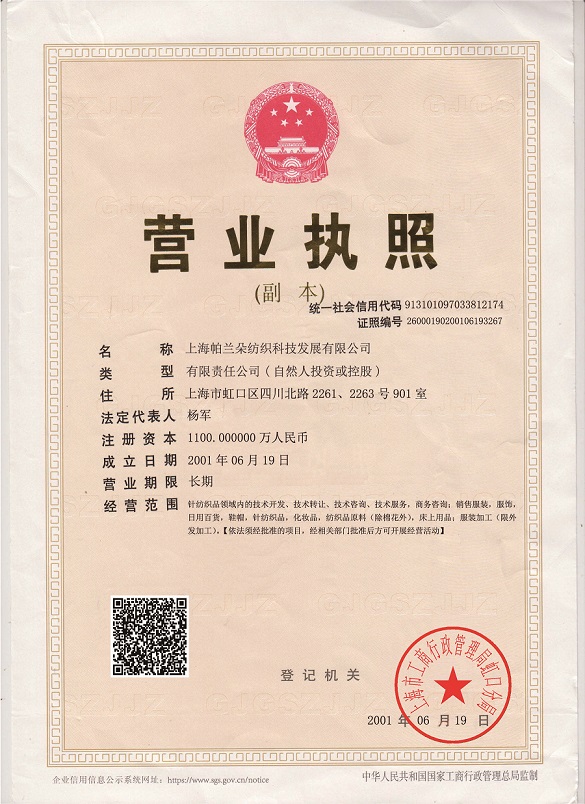 营业执照
(副 本)
统一社会信用代码 913101097033812174
证照编号 26000190200106193267
名 称 上海帕兰朵纺织科技发展有限公司
类 型 有限责任公司(自然人投资或控股)
住 所 上海市虹口区四川北路2261、2263号901室
法定代表人 杨军
注册资本 1100.000000万人民币
成立日期 2001年06月19日
营业期限 长期
经营范围 针纺织品领域内的技术开发、技术转让、技术咨询、技术服务，商务咨询；销售服装，服饰，
日用百货，鞋帽，针纺织品，化妆品，纺织品原料（除棉花外），床上用品；服装加工（限外
发加工）。【依法须经批准的项目，经相关部门批准后方可开展经营活动】
登记机关
上海市工商行政管理局虹口分局
2001年06月19日
企业信用信息公示系统网址：https://www.sgs.gov.cn/notice
中华人民共和国国家工商行政管理总局监制